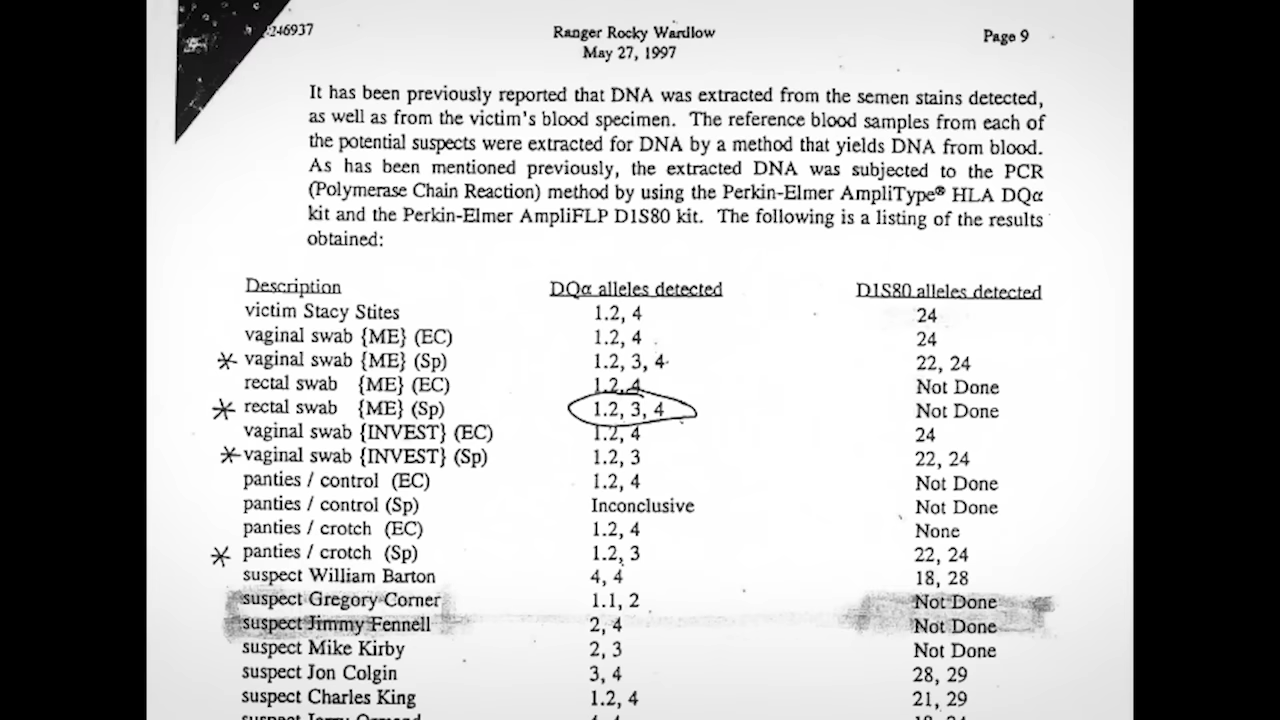 246937 Ranger Rocky Wardlow Page 9
May 27, 1997
It has been previously reported that DNA was extracted from the semen stains detected,
as well as from the victim's blood specimen. The reference blood samples from each of
the potential suspects were extracted for DNA by a method that yields DNA from blood.
As has been mentioned previously, the extracted DNA was subjected to the PCR
(Polymerase Chain Reaction) method by using the Perkin-Elmer AmpliType® HLA DQα
kit and the Perkin-Elmer AmpliFLP D1S80 kit. The following is a listing of the results
obtained:
Description DQα alleles detected D1S80 alleles detected
victim Stacy Stites 1.2, 4 24
vaginal swab {ME} (EC) 1.2, 4 24
* vaginal swab {ME} (Sp) 1.2, 3, 4 22, 24
rectal swab {ME} (EC) 1.2, 4 Not Done
* rectal swab {ME} (Sp) 1.2, 3, 4 Not Done
vaginal swab {INVEST} (EC) 1.2, 4 24
* vaginal swab {INVEST} (Sp) 1.2, 3 22, 24
panties / control (EC) 1.2, 4 Not Done
panties / control (Sp) Inconclusive Not Done
panties / crotch (EC) 1.2, 4 None
* panties / crotch (Sp) 1.2, 3 22, 24
suspect William Barton 4, 4 18, 28
suspect Gregory Corner 1.1, 2 Not Done
suspect Jimmy Fennell 2, 4 Not Done
suspect Mike Kirby 2, 3 Not Done
suspect Jon Colgin 3, 4 28, 29
suspect Charles King 1.2, 4 21, 29
suspect Jerry Ormond